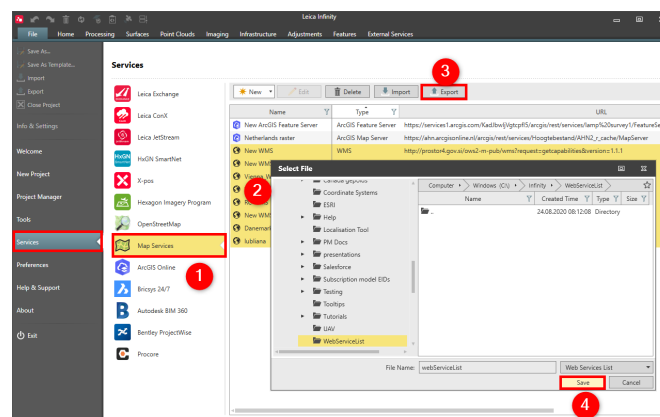 Leica Infinity
File Home Processing Surfaces Point Clouds Imaging Infrastructure Adjustments Features External Services
Save As...
Save As Template...
Import
Export
Close Project
Info & Settings
Welcome
New Project
Project Manager
Tools
Services
Preferences
Help & Support
About
Exit
Services
Leica Exchange
Leica ConX
Leica JetStream
HxGN SmartNet
X-pos
Hexagon Imagery Program
OpenStreetMap
Map Services
ArcGIS Online
Bricsys 24/7
Autodesk BIM 360
Bentley ProjectWise
Procore
1
2
3
4
New Edit Delete Import Export
Name Type URL
New ArcGIS Feature Server ArcGIS Feature Server
Netherlands raster ArcGIS Map Server https://ahn.arcgisonline.nl/arcgis/rest/services/Hoogtebestand/AHN2_r_cache/MapServer
New WMS WMS http://prostor4.gov.si/ows2-m-pub/wms?request=getcapabilities&version=1.1.1
New WM
Danemark
lubliana
Select File
Coordinate Systems
ESRI
Help
Localisation Tool
PM Docs
presentations
Salesforce
Subscription model EIDs
Testing
Tooltips
Tutorials
UAV
WebServiceList
Computer Windows (C:\) Infinity WebServiceList
Name Created Time Type Size
.. 24.08.2020 08:12:08 Directory
File Name: webServiceList Web Services List
Save Cancel